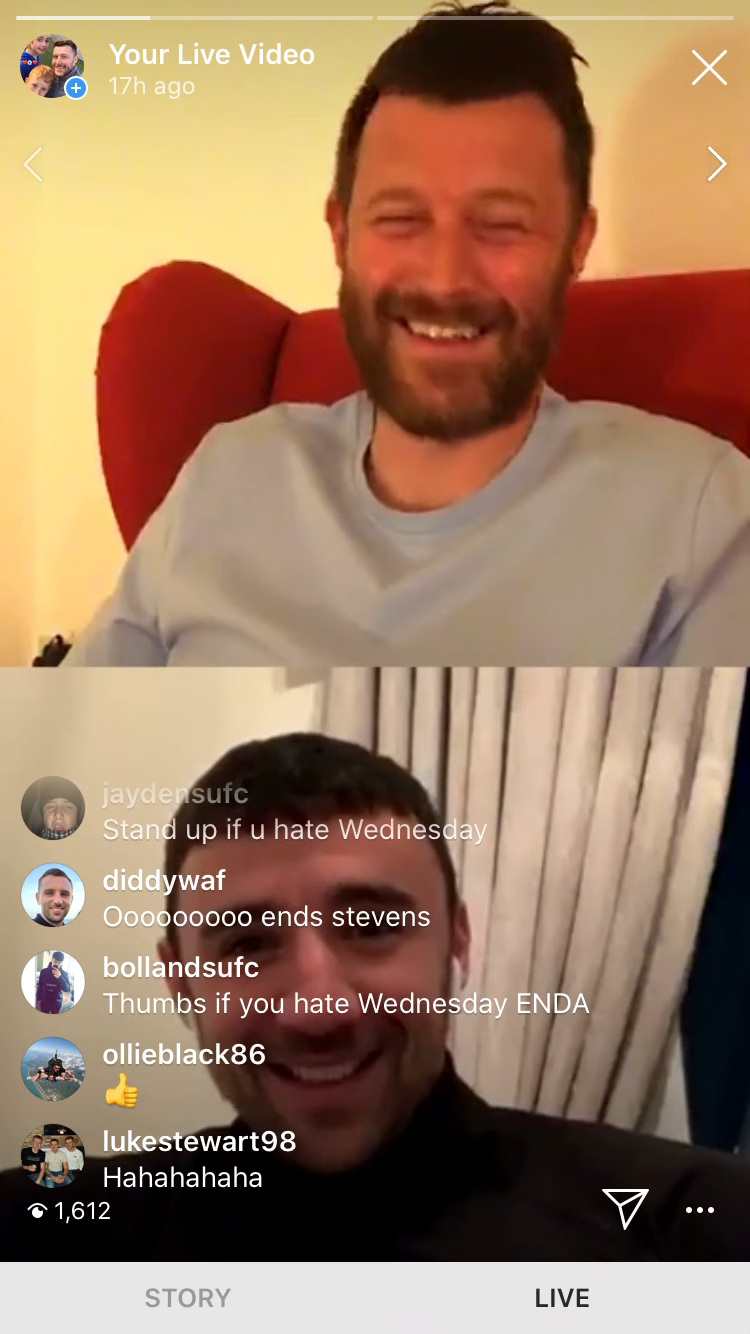 Your Live Video
17h ago
jaydensufc
Stand up if u hate Wednesday
diddywaf
Ooooooooo ends stevens
bollandsufc
Thumbs if you hate Wednesday ENDA
ollieblack86
👍
lukestewart98
Hahahahaha
1,612
STORY
LIVE